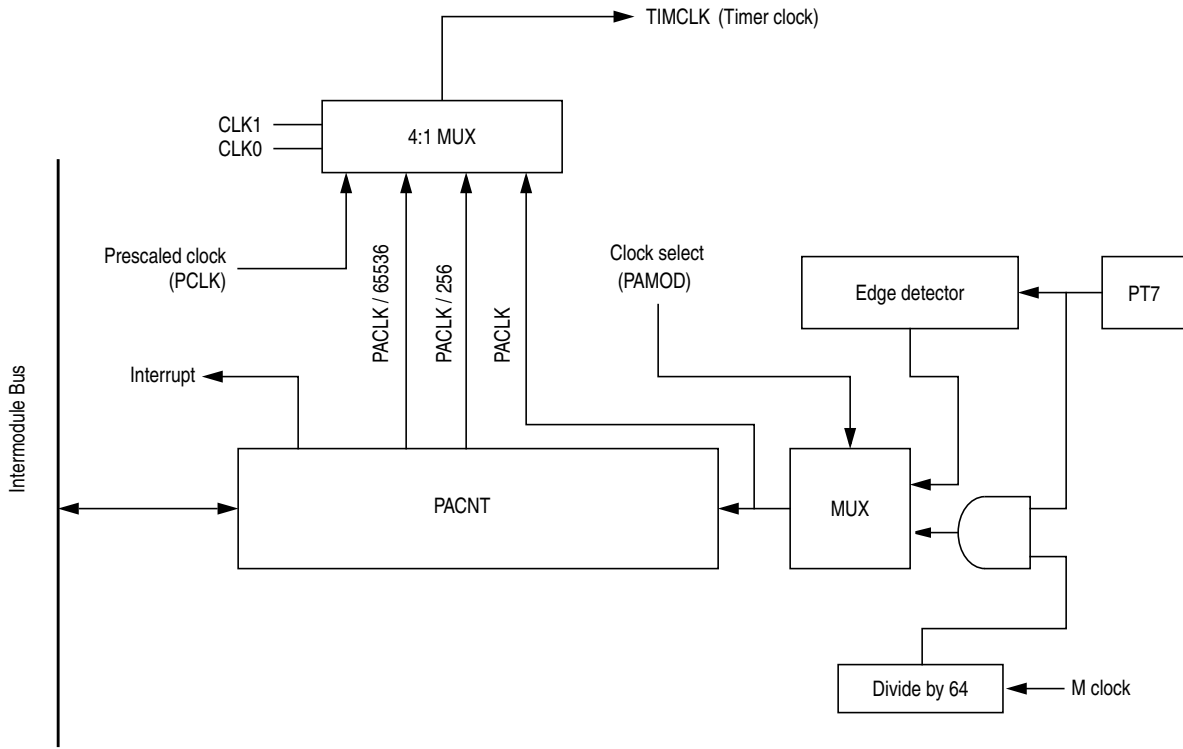 TIMCLK (Timer clock)
CLK1
CLK0
4:1 MUX
Prescaled clock
(PCLK)
PACLK / 65536
PACLK / 256
PACLK
Clock select
(PAMOD)
Edge detector
PT7
Interrupt
Intermodule Bus
PACNT
MUX
Divide by 64
M clock